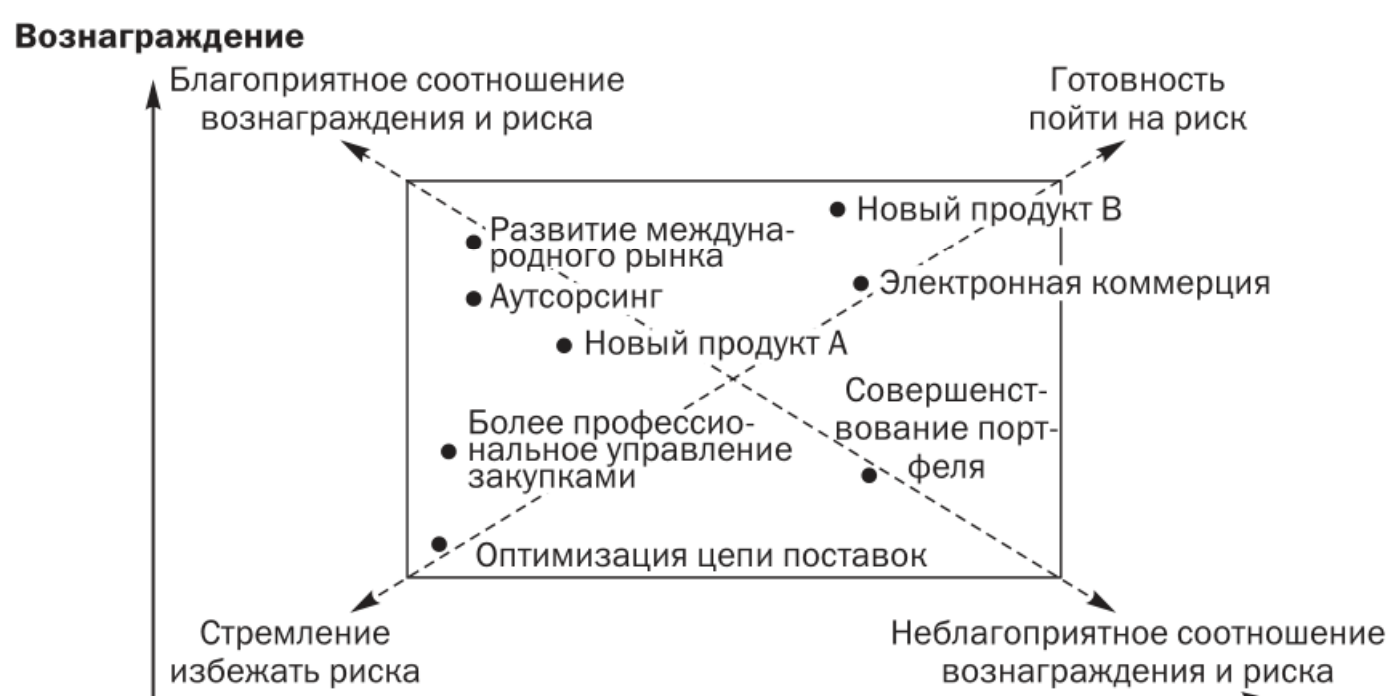 Вознаграждение
Благоприятное соотношение
вознаграждения и риска
Готовность
пойти на риск
Новый продукт В
Развитие междуна-
родного рынка
Электронная коммерция
Аутсорсинг
Новый продукт А
Совершенст-
вование порт-
феля
Более профессио-
нальное управление
закупками
Оптимизация цепи поставок
Стремление
избежать риска
Неблагоприятное соотношение
вознаграждения и риска